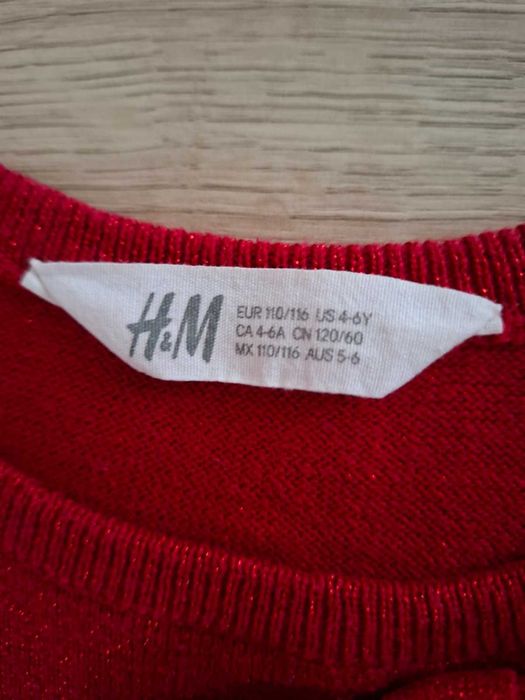 H&M
EUR 110/116 US 4-6Y
CA 4-6A CN 120/60
MX 110/116 AUS 5-6